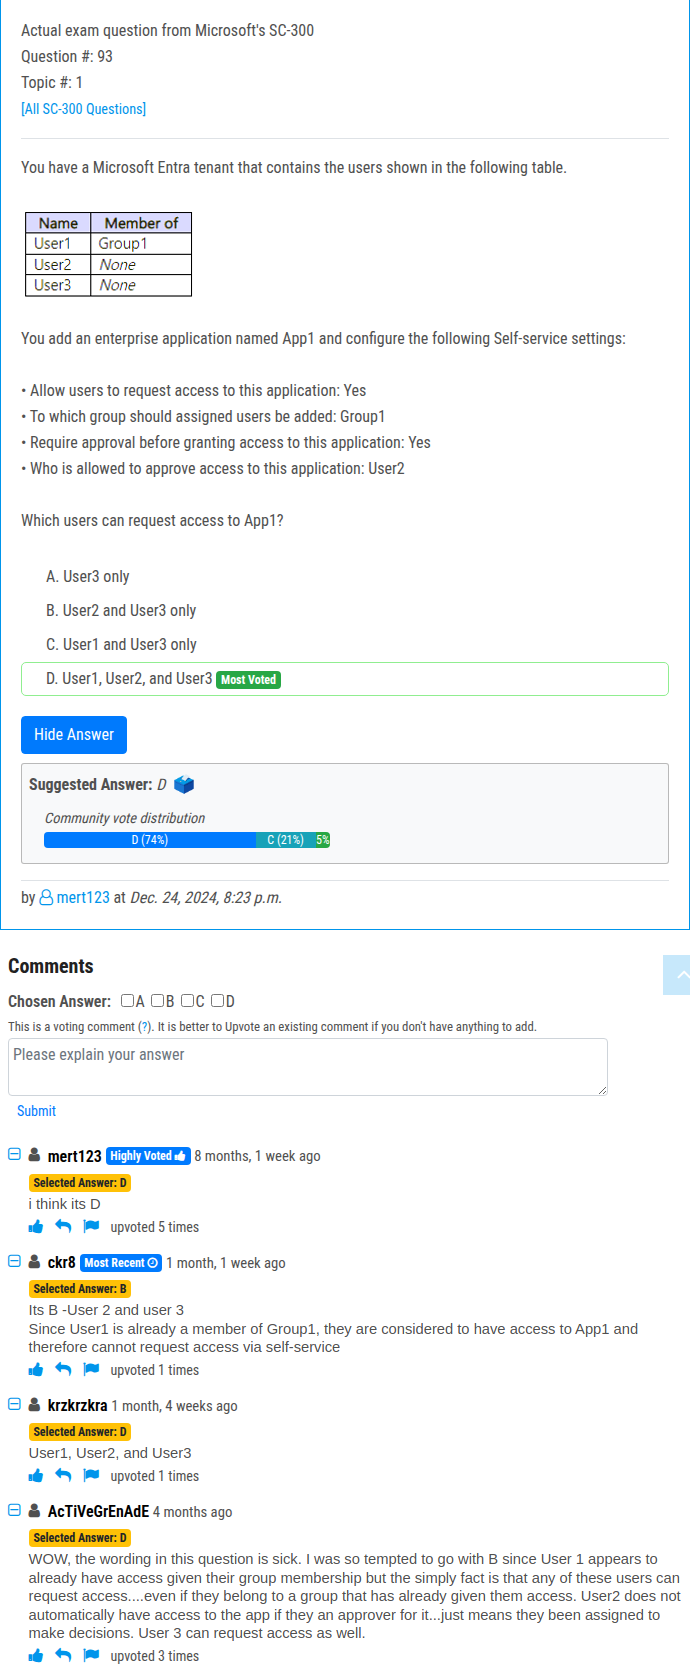 Actual exam question from Microsoft's SC-300
Question #: 93
Topic #: 1
[All SC-300 Questions]
You have a Microsoft Entra tenant that contains the users shown in the following table.
Name Member of
User1 Group1
User2 None
User3 None
You add an enterprise application named App1 and configure the following Self-service settings:
• Allow users to request access to this application: Yes
• To which group should assigned users be added: Group1
• Require approval before granting access to this application: Yes
• Who is allowed to approve access to this application: User2
Which users can request access to App1?
A. User3 only
B. User2 and User3 only
C. User1 and User3 only
D. User1, User2, and User3 Most Voted
Hide Answer
Suggested Answer: D
Community vote distribution
D (74%) C (21%) 5%
by mert123 at Dec. 24, 2024, 8:23 p.m.
Comments
Chosen Answer: A B C D
This is a voting comment (?). It is better to Upvote an existing comment if you don't have anything to add.
Please explain your answer
Submit
mert123 Highly Voted 8 months, 1 week ago
Selected Answer: D
i think its D
upvoted 5 times
ckr8 Most Recent 1 month, 1 week ago
Selected Answer: B
Its B -User 2 and user 3
Since User1 is already a member of Group1, they are considered to have access to App1 and
therefore cannot request access via self-service
upvoted 1 times
krzkrzkra 1 month, 4 weeks ago
Selected Answer: D
User1, User2, and User3
upvoted 1 times
AcTiVeGrEnAdE 4 months ago
Selected Answer: D
WOW, the wording in this question is sick. I was so tempted to go with B since User 1 appears to
already have access given their group membership but the simply fact is that any of these users can
request access....even if they belong to a group that has already given them access. User2 does not
automatically have access to the app if they an approver for it...just means they been assigned to
make decisions. User 3 can request access as well.
upvoted 3 times